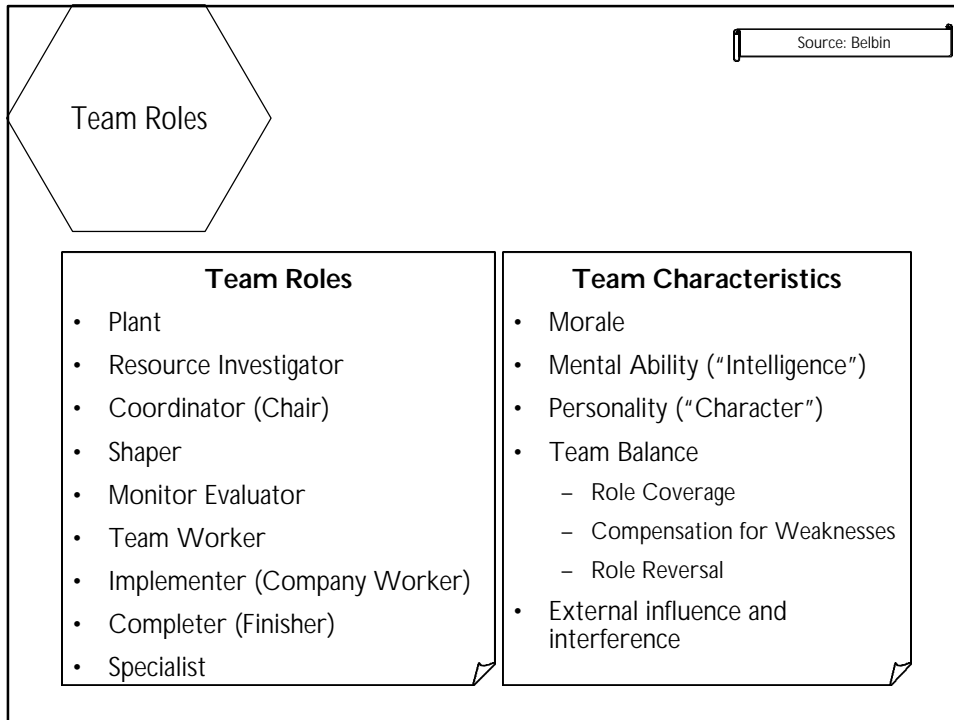 Source: Belbin
Team Roles
Team Roles
• Plant
• Resource Investigator
• Coordinator (Chair)
• Shaper
• Monitor Evaluator
• Team Worker
• Implementer (Company Worker)
• Completer (Finisher)
• Specialist
Team Characteristics
• Morale
• Mental Ability (“Intelligence”)
• Personality (“Character”)
• Team Balance
– Role Coverage
– Compensation for Weaknesses
– Role Reversal
• External influence and
interference